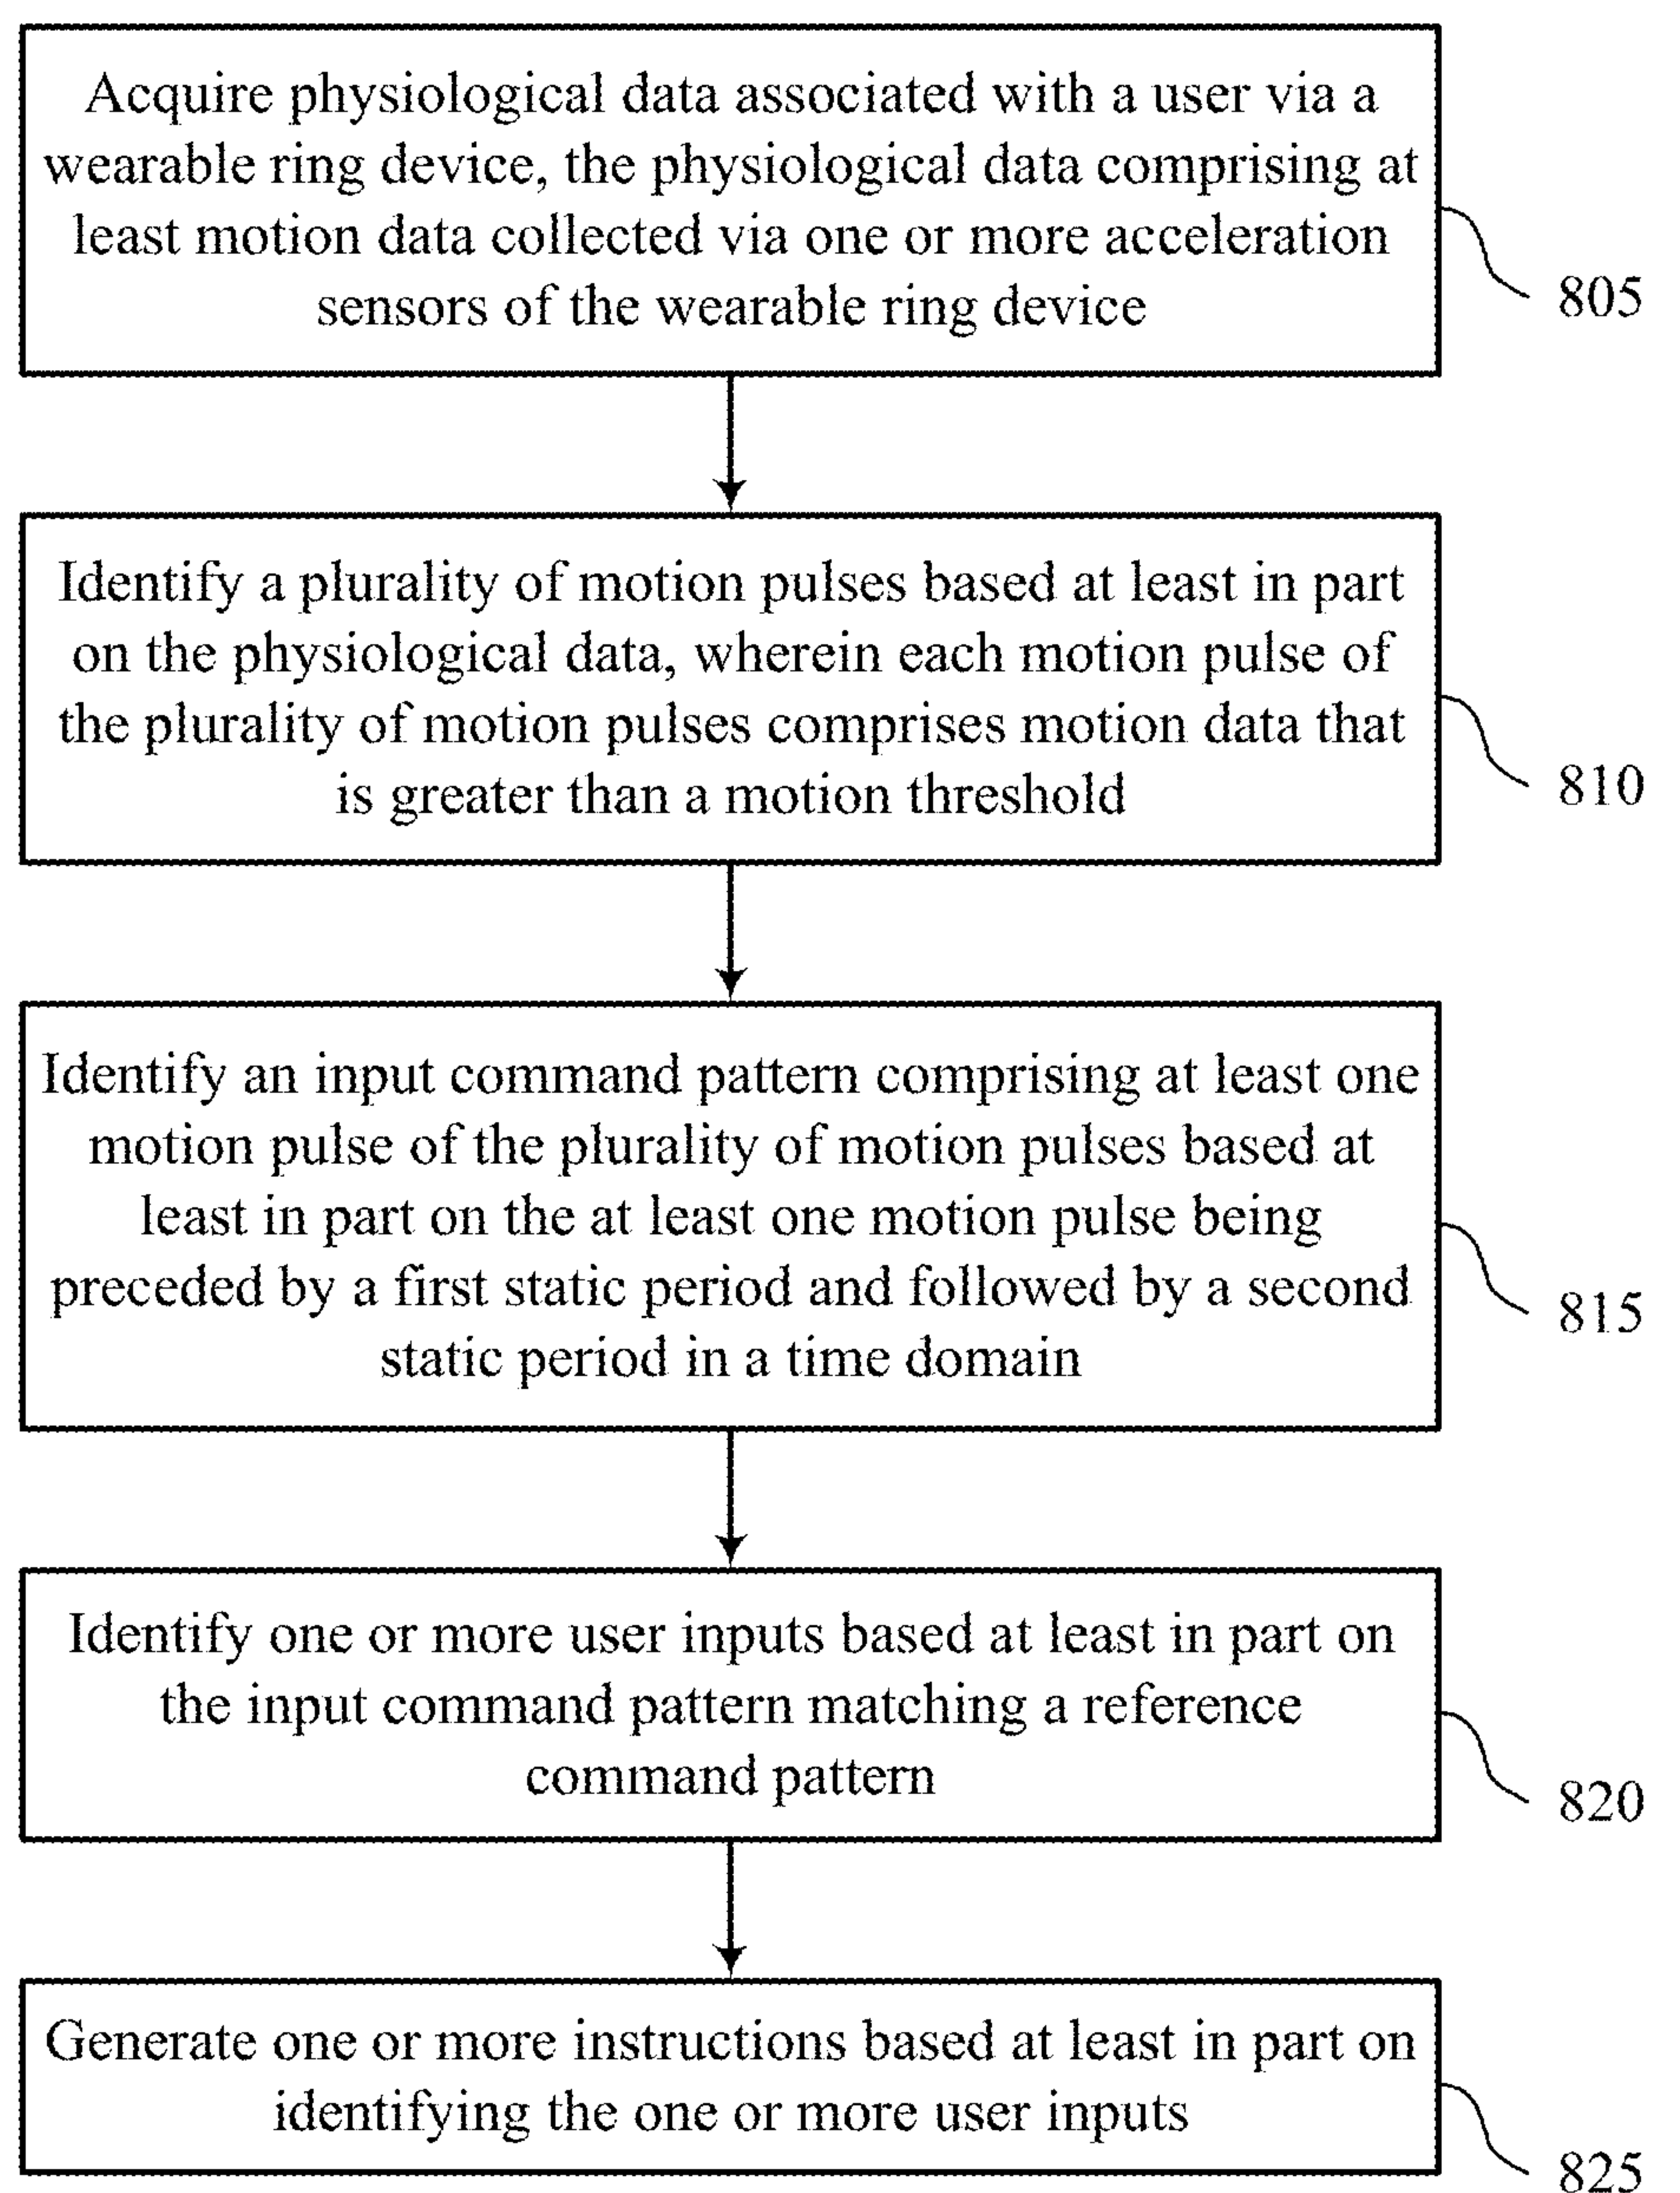 Acquire physiological data associated with a user via a
wearable ring device, the physiological data comprising at
least motion data collected via one or more acceleration
sensors of the wearable ring device
805
Identify a plurality of motion pulses based at least in part
on the physiological data, wherein each motion pulse of
the plurality of motion pulses comprises motion data that
is greater than a motion threshold
810
Identify an input command pattern comprising at least one
motion pulse of the plurality of motion pulses based at
least in part on the at least one motion pulse being
preceded by a first static period and followed by a second
static period in a time domain
815
Identify one or more user inputs based at least in part on
the input command pattern matching a reference
command pattern
820
Generate one or more instructions based at least in part on
identifying the one or more user inputs
825